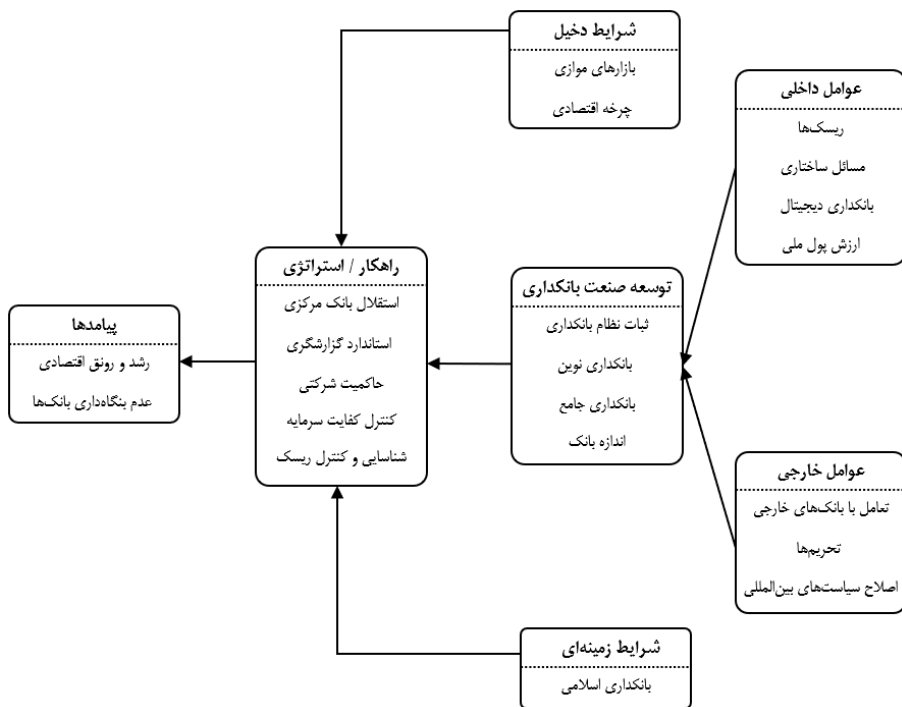 شرایط دخیل
بازارهای موازی
چرخه اقتصادی
عوامل داخلی
ریسک‌ها
مسائل ساختاری
بانکداری دیجیتال
ارزش پول ملی
توسعه صنعت بانکداری
ثبات نظام بانکداری
بانکداری نوین
بانکداری جامع
اندازه بانک
راهکار / استراتژی
استقلال بانک مرکزی
استاندارد گزارشگری
حاکمیت شرکتی
کنترل کفایت سرمایه
شناسایی و کنترل ریسک
پیامدها
رشد و رونق اقتصادی
عدم بنگاه‌داری بانک‌ها
عوامل خارجی
تعامل با بانک‌های خارجی
تحریم‌ها
اصلاح سیاست‌های بین‌المللی
شرایط زمینه‌ای
بانکداری اسلامی